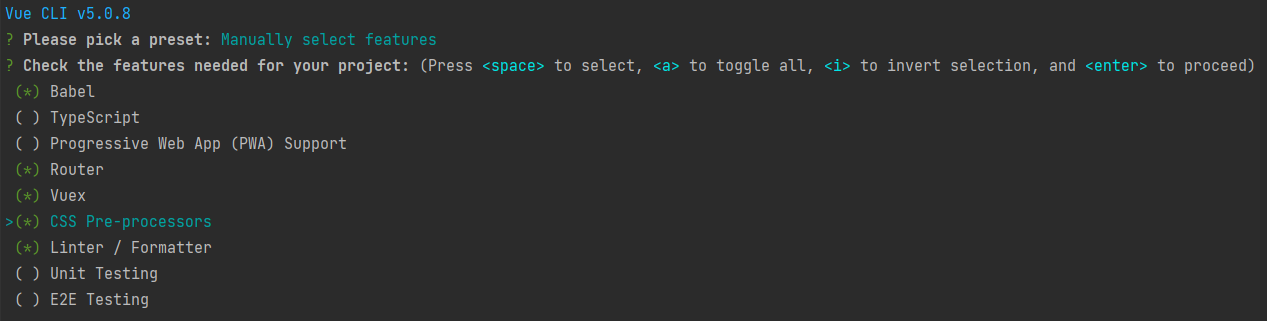 Vue CLI v5.0.8
? Please pick a preset: Manually select features
? Check the features needed for your project: (Press <space> to select, <a> to toggle all, <i> to invert selection, and <enter> to proceed)
(*) Babel
( ) TypeScript
( ) Progressive Web App (PWA) Support
(*) Router
(*) Vuex
>(*) CSS Pre-processors
(*) Linter / Formatter
( ) Unit Testing
( ) E2E Testing